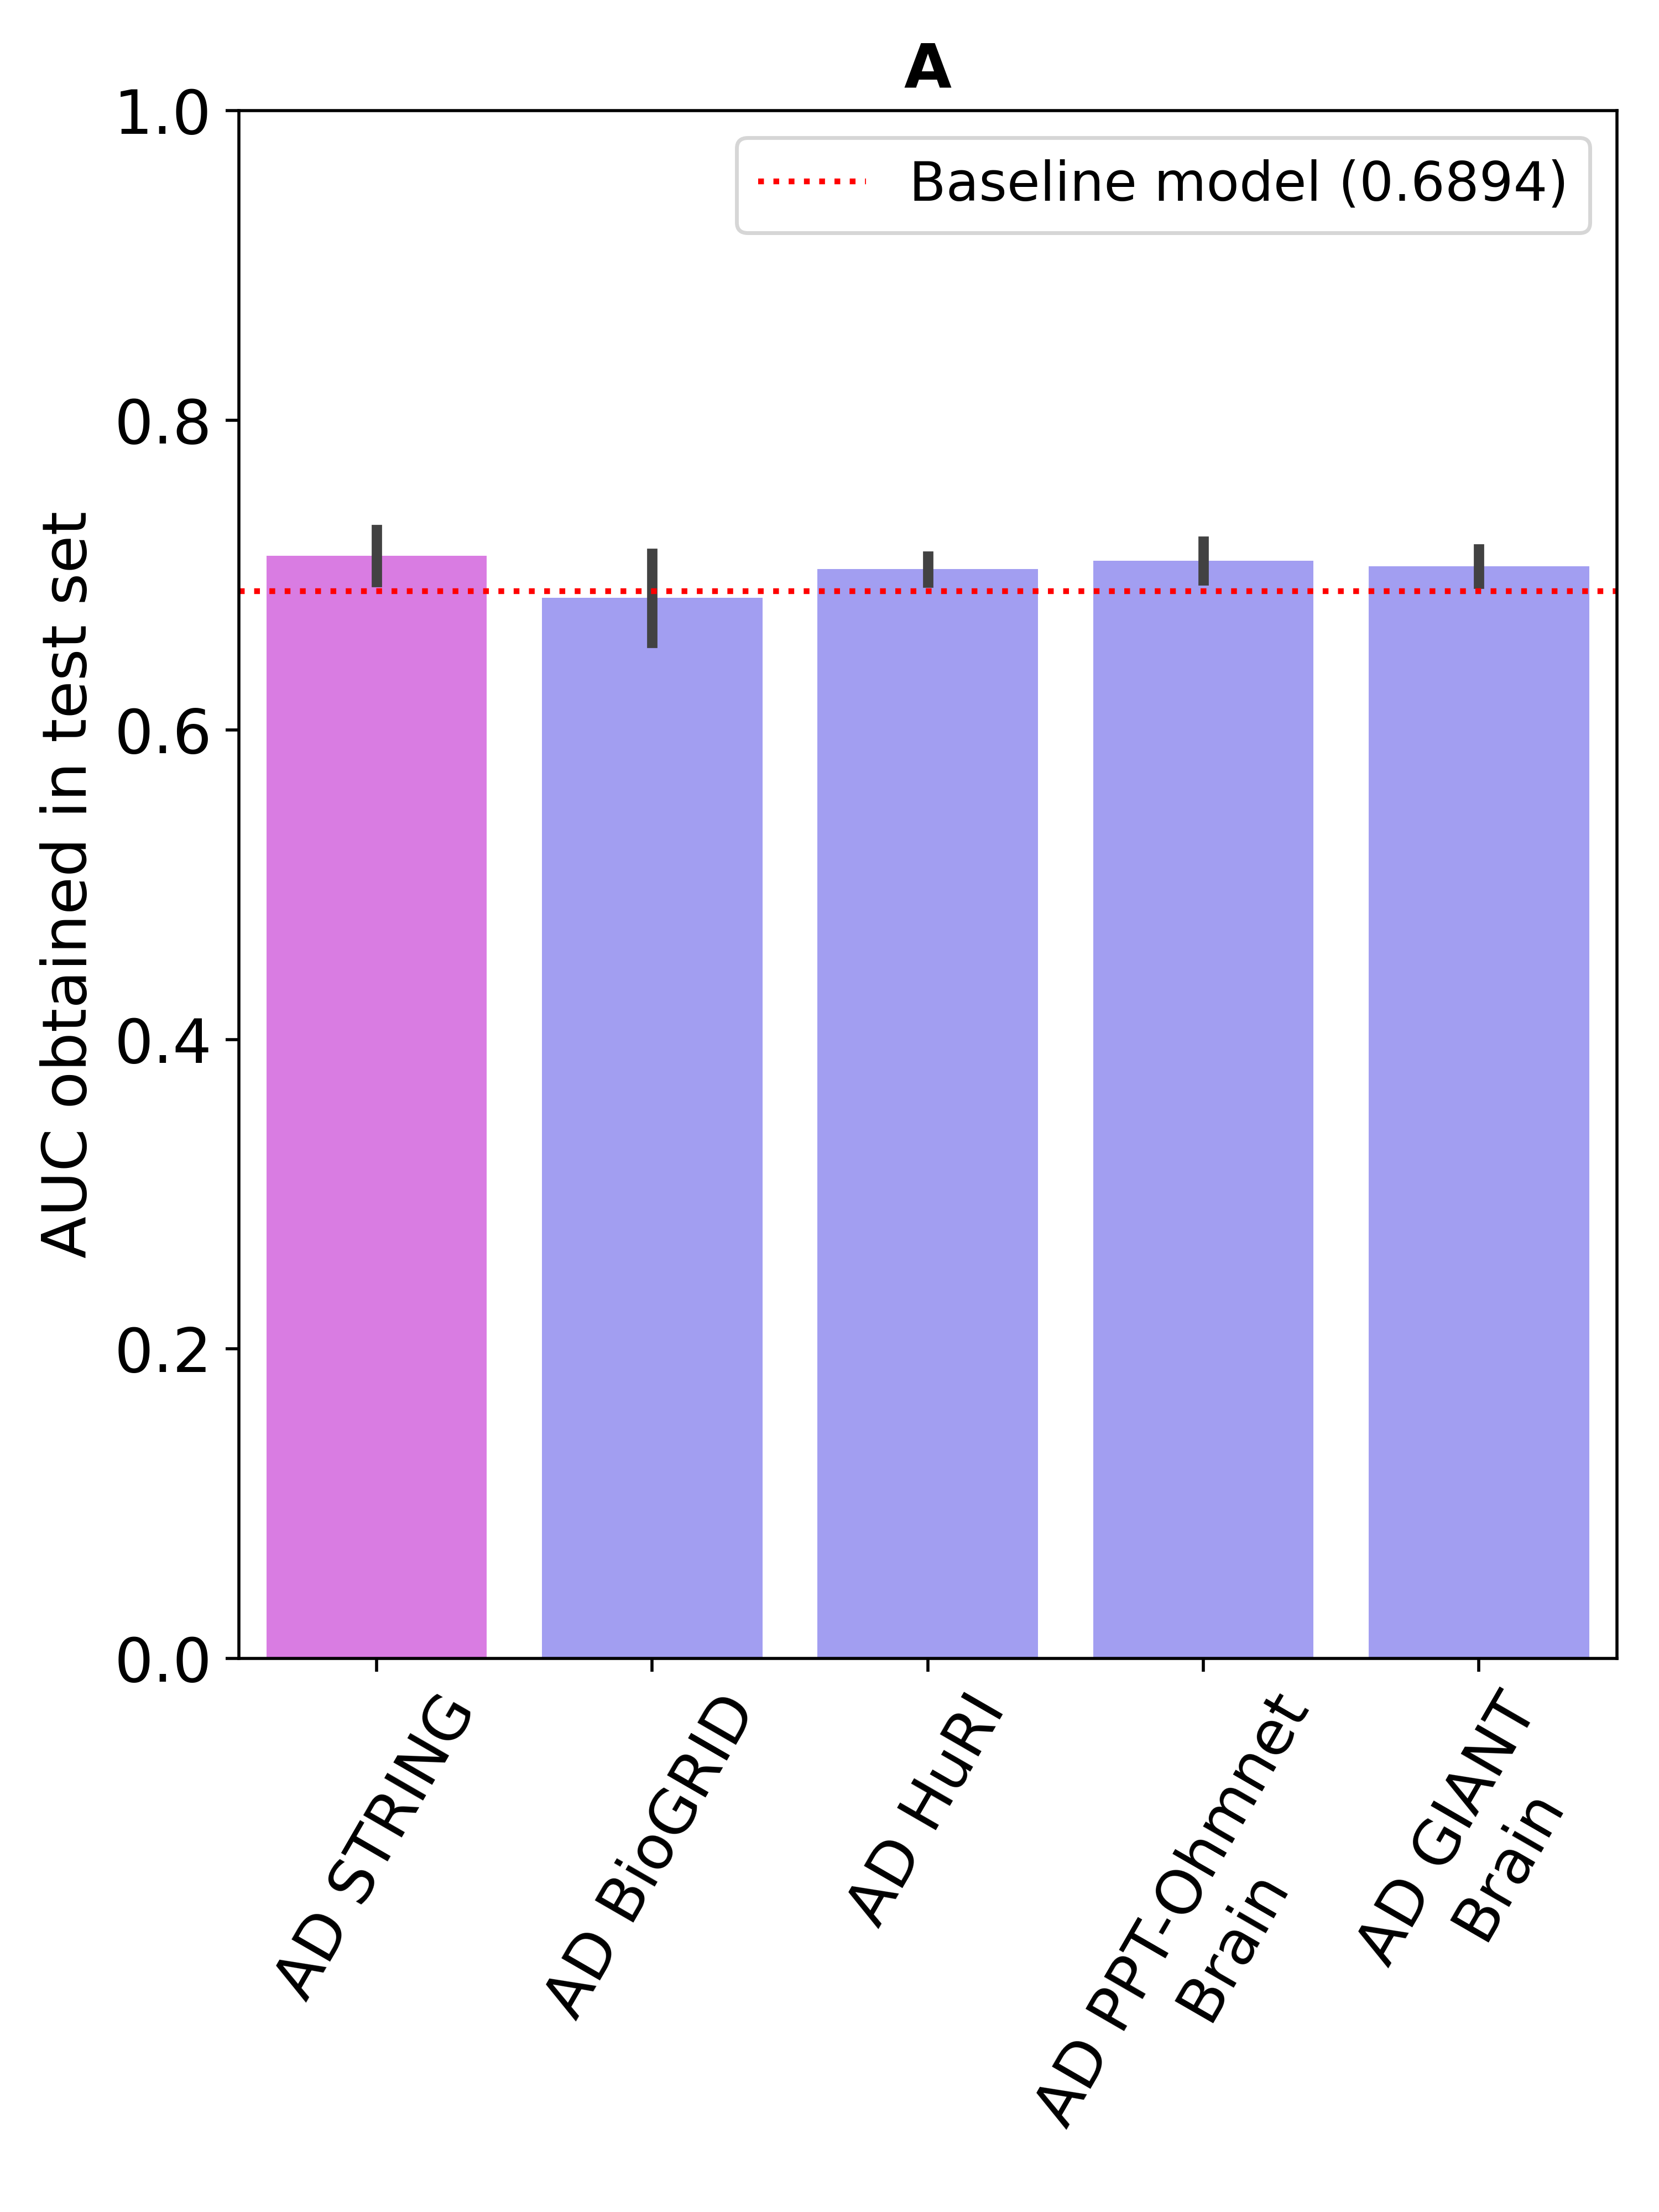 A
Baseline model (0.6894)
1.0
0.8
0.6
0.4
0.2
0.0
AUC obtained in test set
AD STRING
AD BioGRID
AD HuRI
AD PPT-Ohmnet
Brain
AD GIANT
Brain